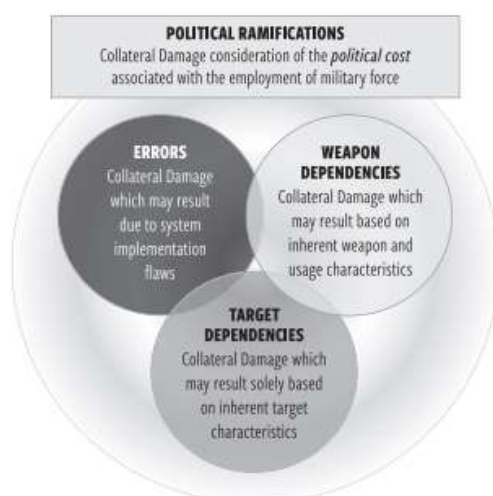 POLITICAL RAMIFICATIONS
Collateral Damage consideration of the political cost
associated with the employment of military force
ERRORS
Collateral Damage
which may result
due to system
implementation
flaws
WEAPON
DEPENDENCIES
Collateral Damage which
may result based on
inherent weapon and
usage characteristics
TARGET
DEPENDENCIES
Collateral Damage which
may result solely based
on inherent target
characteristics